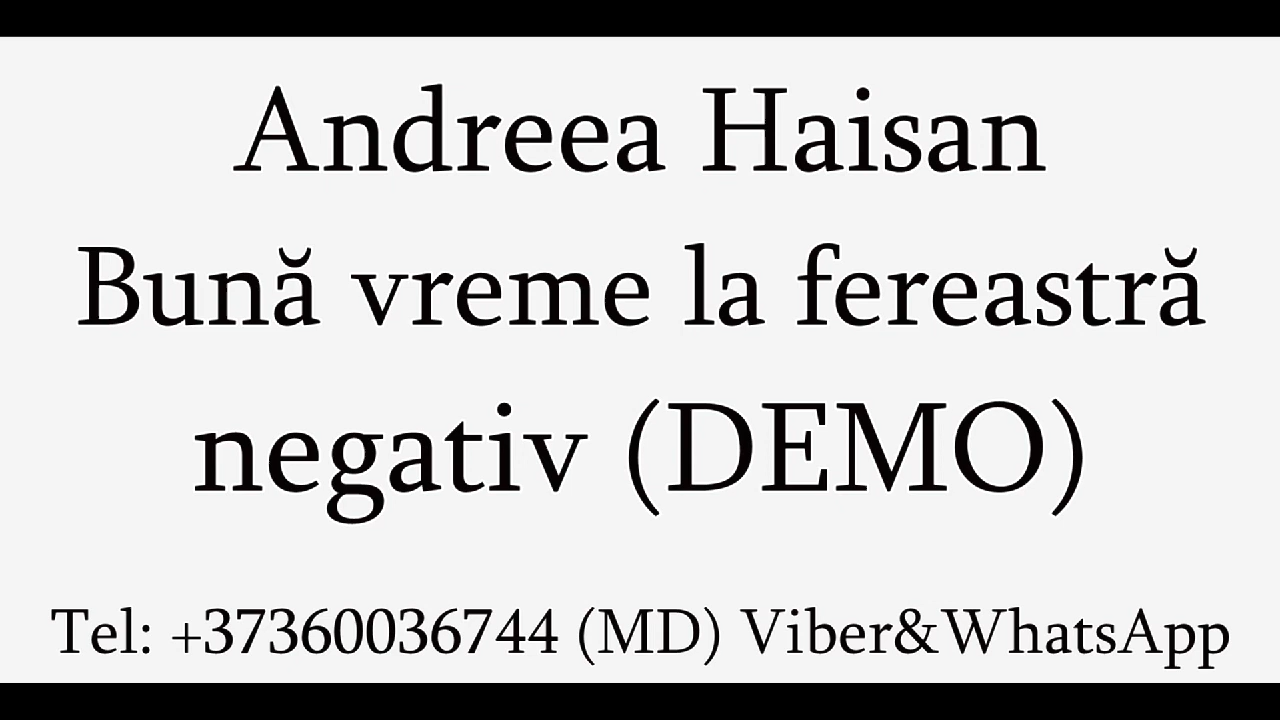 Andreea Haisan
Bună vreme la fereastră
negativ (DEMO)
Tel: +37360036744 (MD) Viber&WhatsApp